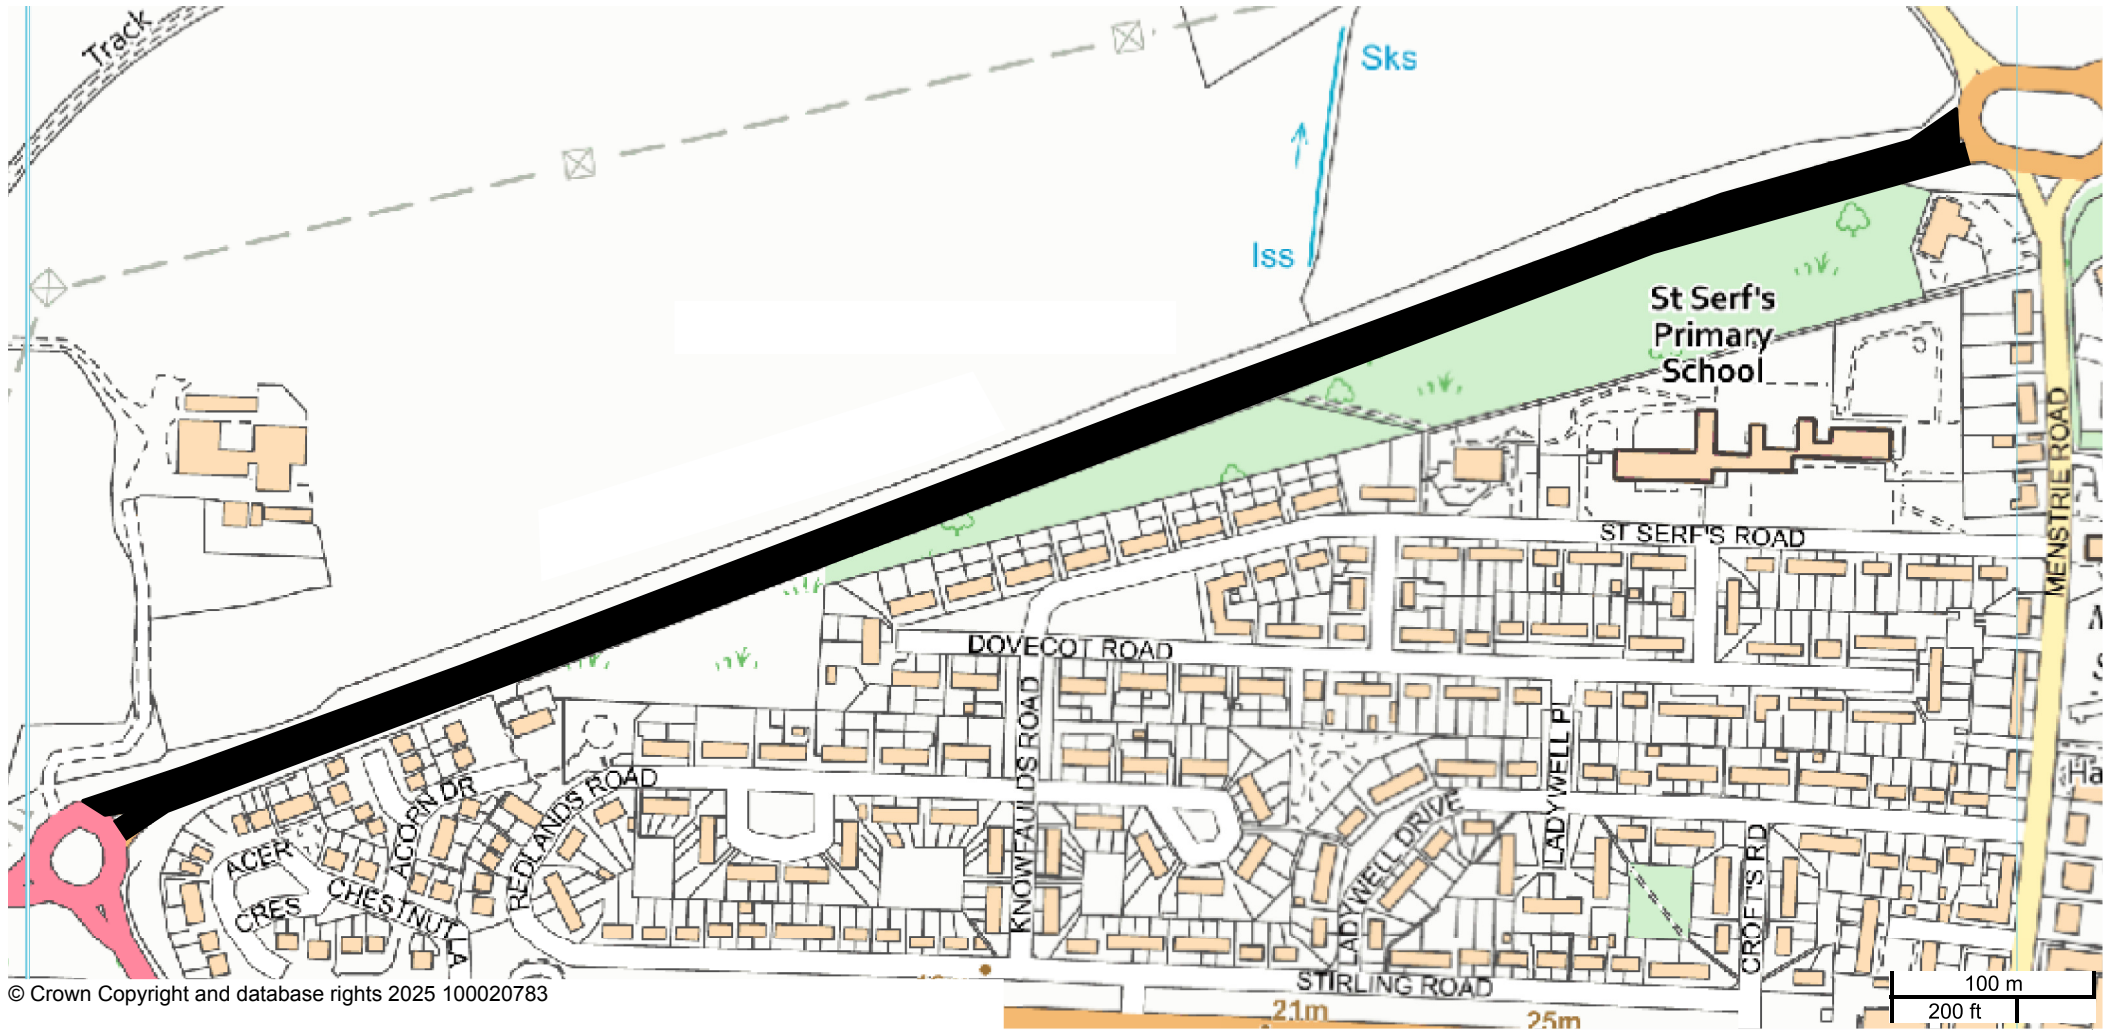 Track
Sks
Iss
St Serf's
Primary
School
MENSTRIE ROAD
ST SERF'S ROAD
DOVECOT ROAD
KNOWEFAULDS ROAD
LADYWELL P
Ha
REDLANDS ROAD
ACORN DR
ACER
CRES
CHESTNUT LA
LADYWELL DRIVE
CROFT'S RD
STIRLING ROAD
21m
25m
© Crown Copyright and database rights 2025 100020783
100 m
200 ft